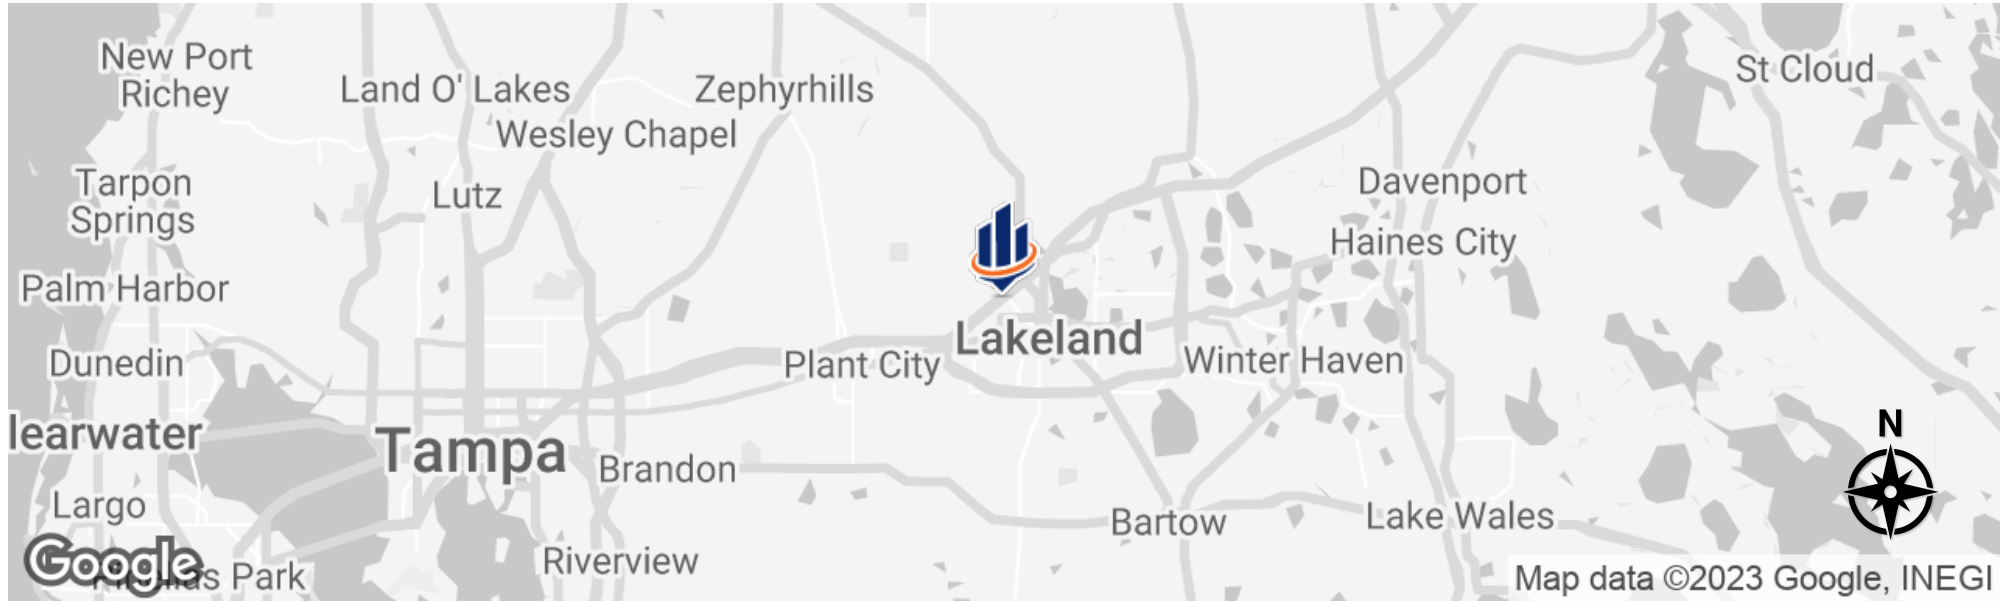 New Port
Richey
Land O' Lakes
Zephyrhills
St Cloud
Wesley Chapel
Tarpon
Springs
Lutz
Davenport
Haines City
Palm Harbor
Lakeland
Dunedin
Plant City
Winter Haven
learwater
Tampa
Brandon
N
Largo
Bartow
Lake Wales
Riverview
Google
Park
Map data ©2023 Google, INEGI